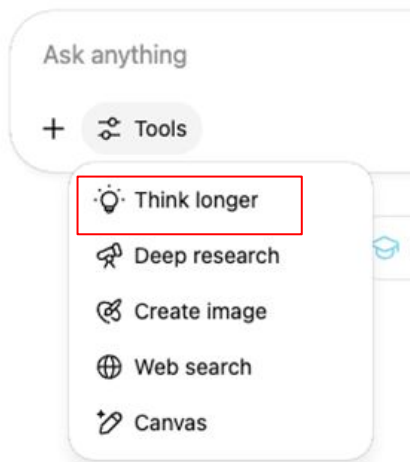 Ask anything
Tools
Think longer
Deep research
Create image
Web search
Canvas